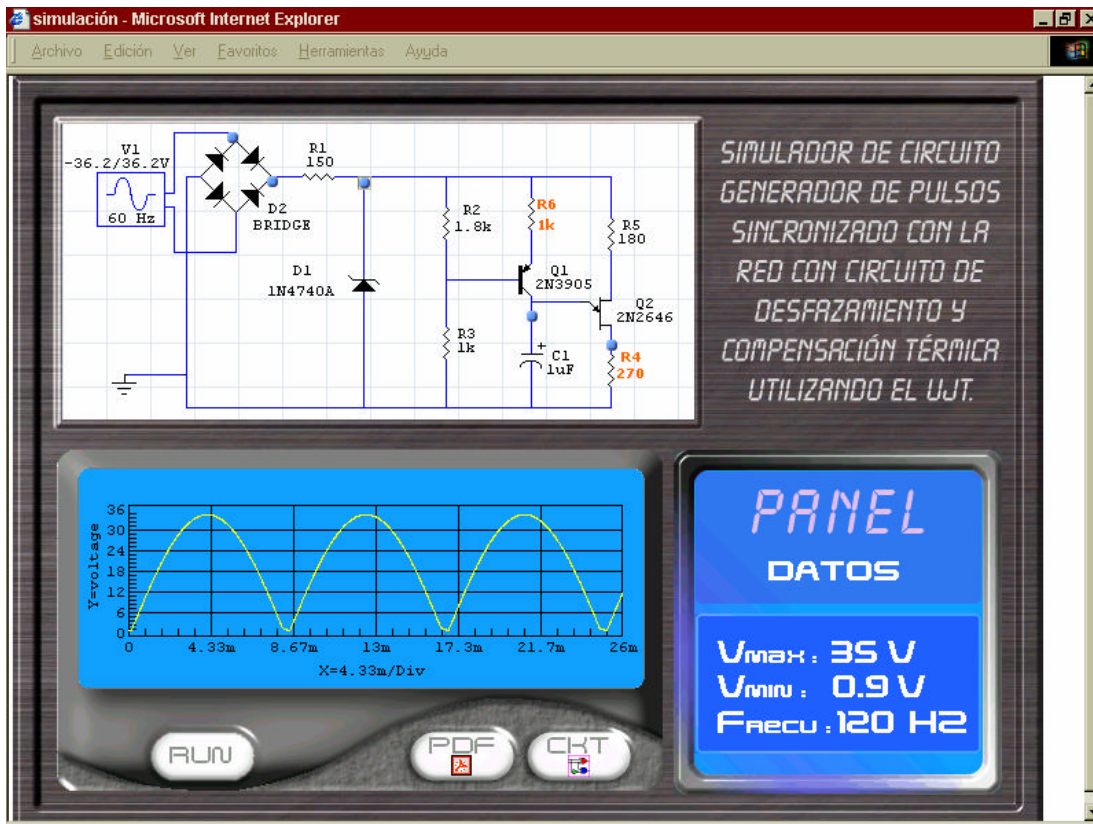 simulación - Microsoft Internet Explorer
Archivo Edición Ver Favoritos Herramientas Ayuda
V1
-36.2/36.2V
60 Hz
D2
BRIDGE
R1
150
D1
1N4740A
R2
1.8k
R3
1k
R6
1k
Q1
2N3905
C1
1uF
+
R5
180
Q2
2N2646
R4
270
SIMULADOR DE CIRCUITO
GENERADOR DE PULSOS
SINCRONIZADO CON LA
RED CON CIRCUITO DE
DESFAZAMIENTO Y
COMPENSACIÓN TÉRMICA
UTILIZANDO EL UJT.
Y=voltage
36
30
24
18
12
6
0
0 4.33m 8.67m 13m 17.3m 21.7m 26m
X=4.33m/Div
RUN
PDF
CKT
PANEL
DATOS
VMAX : 35 V
VMIN : 0.9 V
FRECU : 120 HZ